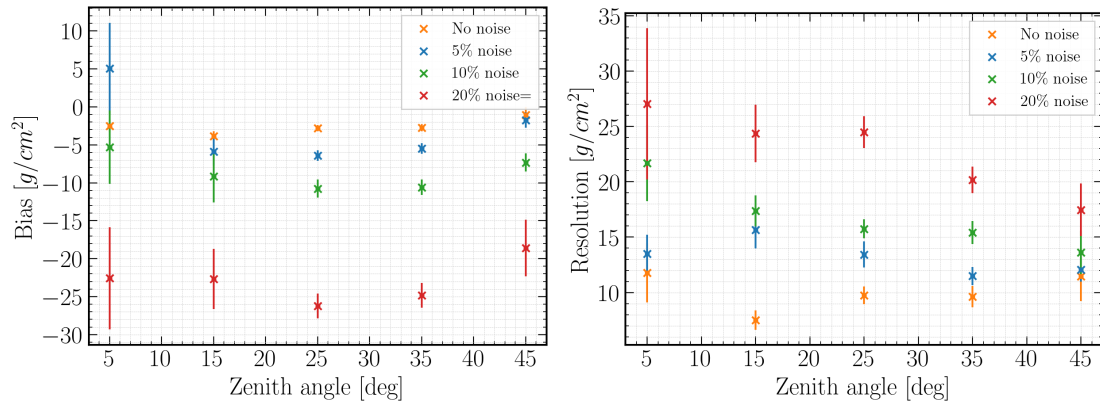 No noise
5% noise
10% noise
20% noise=
10
5
0
−5
−10
−15
−20
−25
−30
Bias [g/cm²]
5 10 15 20 25 30 35 40 45
Zenith angle [deg]
No noise
5% noise
10% noise
20% noise
35
30
25
20
15
10
Resolution [g/cm²]
5 10 15 20 25 30 35 40 45
Zenith angle [deg]